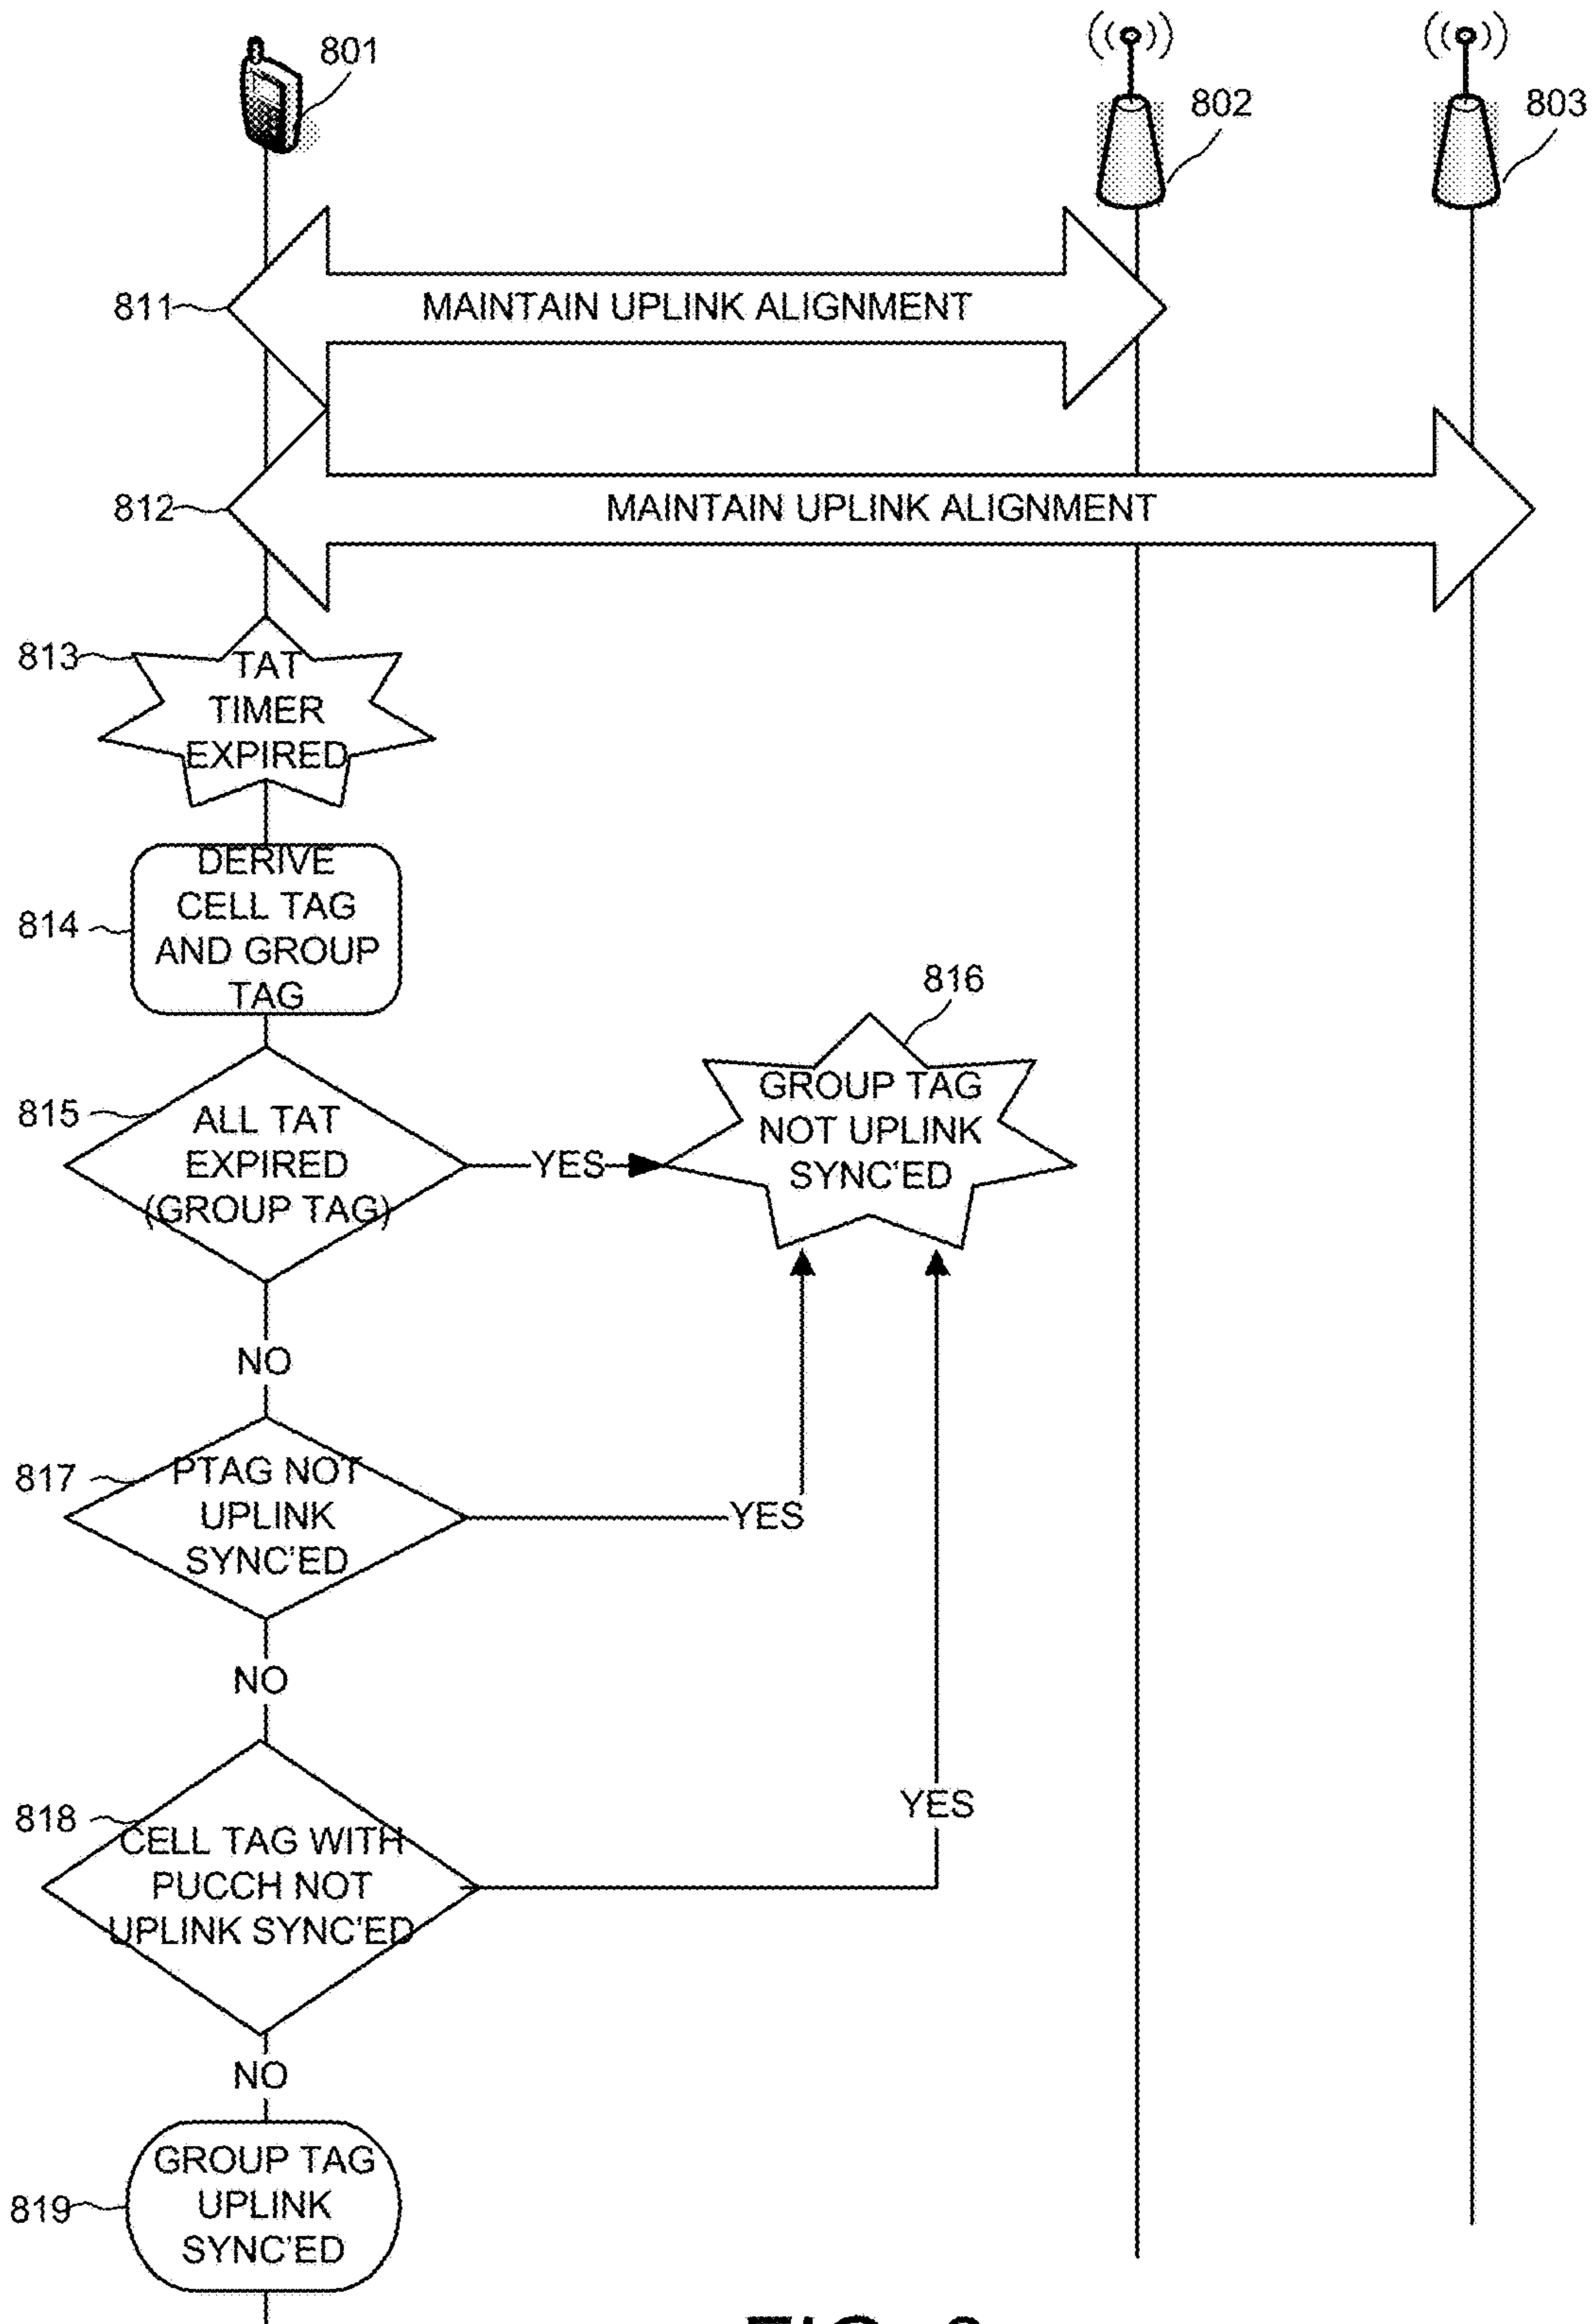 801
802
803
811
MAINTAIN UPLINK ALIGNMENT
812
MAINTAIN UPLINK ALIGNMENT
813
TAT
TIMER
EXPIRED
814
DERIVE
CELL TAG
AND GROUP
TAG
815
ALL TAT
EXPIRED
(GROUP TAG)
YES
816
GROUP TAG
NOT UPLINK
SYNC'ED
NO
817
PTAG NOT
UPLINK
SYNC'ED
YES
NO
818
CELL TAG WITH
PUCCH NOT
UPLINK SYNC'ED
YES
NO
819
GROUP TAG
UPLINK
SYNC'ED